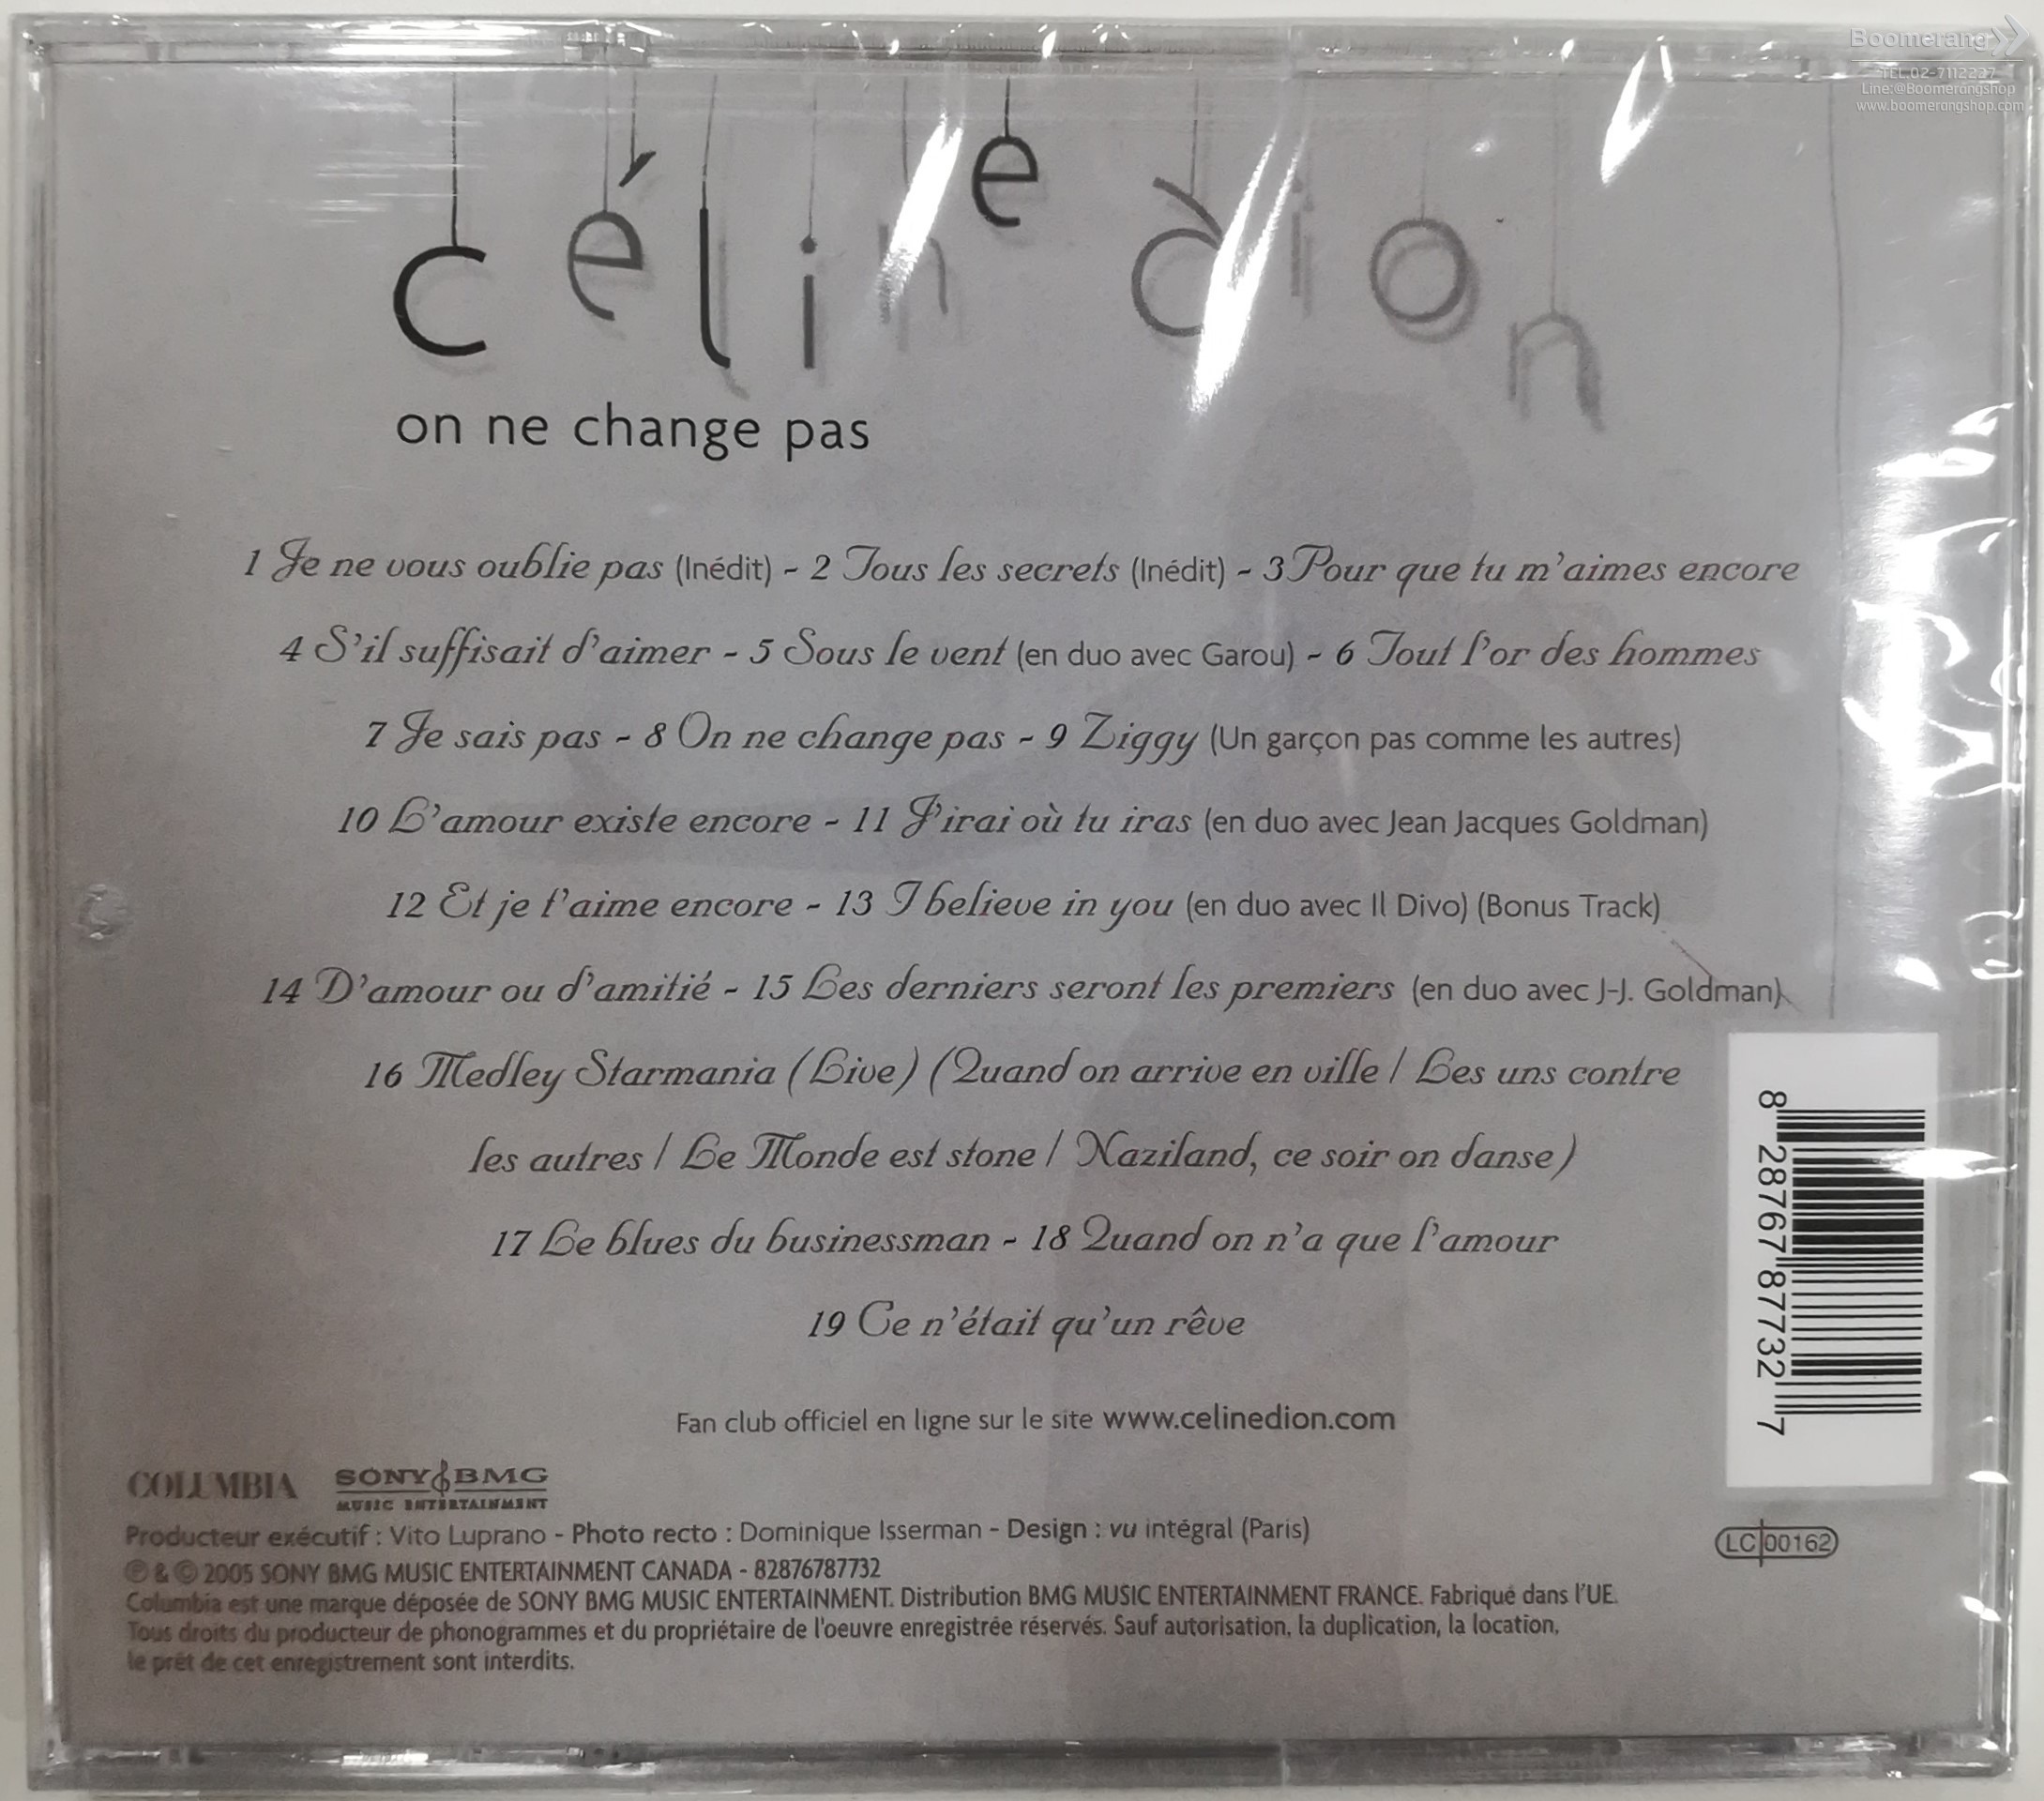 Boomerang
TEL.02-7112237
Line:@Boomerangshop
www.boomerangshop.com
céline dion
on ne change pas
1 Je ne vous oublie pas (Inédit) - 2 Tous les secrets (Inédit) - 3 Pour que tu m'aimes encore
4 S'il suffisait d'aimer - 5 Sous le vent (en duo avec Garou) - 6 Tout l'or des hommes
7 Je sais pas - 8 On ne change pas - 9 Ziggy (Un garçon pas comme les autres)
10 L'amour existe encore - 11 J'irai où tu iras (en duo avec Jean Jacques Goldman)
12 Et je t'aime encore - 13 I believe in you (en duo avec Il Divo) (Bonus Track)
14 D'amour ou d'amitié - 15 Les derniers seront les premiers (en duo avec J-J. Goldman)
16 Medley Starmania (Live) (Quand on arrive en ville / Les uns contre
les autres / Le Monde est stone / Naziland, ce soir on danse)
17 Le blues du businessman - 18 Quand on n'a que l'amour
19 Ce n'était qu'un rêve
8 28767 87732 7
Fan club officiel en ligne sur le site www.celinedion.com
COLUMBIA SONY BMG
MUSIC ENTERTAINMENT
Producteur exécutif : Vito Luprano - Photo recto : Dominique Isserman - Design : vu intégral (Paris)
LC 00162
℗ & © 2005 SONY BMG MUSIC ENTERTAINMENT CANADA - 82876787732
Columbia est une marque déposée de SONY BMG MUSIC ENTERTAINMENT. Distribution BMG MUSIC ENTERTAINMENT FRANCE. Fabriqué dans l'UE.
Tous droits du producteur de phonogrammes et du propriétaire de l'oeuvre enregistrée réservés. Sauf autorisation, la duplication, la location,
le prêt de cet enregistrement sont interdits.